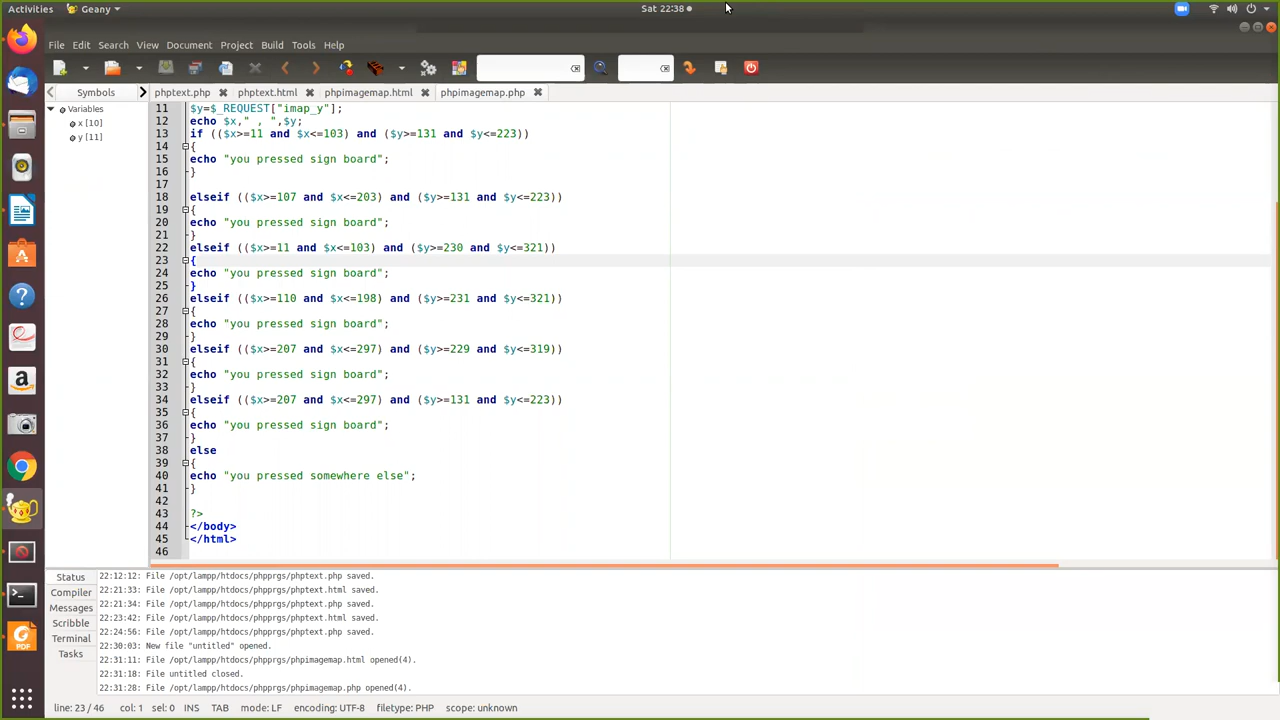 Activities
Geany
Sat 22:38
File Edit Search View Document Project Build Tools Help
Symbols
phptext.php
phptext.html
phpimagemap.html
phpimagemap.php
Variables
x [10]
y [11]
11 $y=$_REQUEST["imap_y"];
12 echo $x," , ",$y;
13 if (($x>=11 and $x<=103) and ($y>=131 and $y<=223))
14 {
15 echo "you pressed sign board";
16 }
17
18 elseif (($x>=107 and $x<=203) and ($y>=131 and $y<=223))
19 {
20 echo "you pressed sign board";
21 }
22 elseif (($x>=11 and $x<=103) and ($y>=230 and $y<=321))
23 {
24 echo "you pressed sign board";
25 }
26 elseif (($x>=110 and $x<=198) and ($y>=231 and $y<=321))
27 {
28 echo "you pressed sign board";
29 }
30 elseif (($x>=207 and $x<=297) and ($y>=229 and $y<=319))
31 {
32 echo "you pressed sign board";
33 }
34 elseif (($x>=207 and $x<=297) and ($y>=131 and $y<=223))
35 {
36 echo "you pressed sign board";
37 }
38 else
39 {
40 echo "you pressed somewhere else";
41 }
42
43 ?>
44 </body>
45 </html>
46
Status
Compiler
Messages
Scribble
Terminal
Tasks
22:12:12: File /opt/lampp/htdocs/phpprgs/phptext.php saved.
22:21:33: File /opt/lampp/htdocs/phpprgs/phptext.html saved.
22:21:34: File /opt/lampp/htdocs/phpprgs/phptext.php saved.
22:23:42: File /opt/lampp/htdocs/phpprgs/phptext.html saved.
22:24:56: File /opt/lampp/htdocs/phpprgs/phptext.php saved.
22:30:03: New file "untitled" opened.
22:31:11: File /opt/lampp/htdocs/phpprgs/phpimagemap.html opened(4).
22:31:18: File untitled closed.
22:31:28: File /opt/lampp/htdocs/phpprgs/phpimagemap.php opened(4).
line: 23 / 46 col: 1 sel: 0 INS TAB mode: LF encoding: UTF-8 filetype: PHP scope: unknown